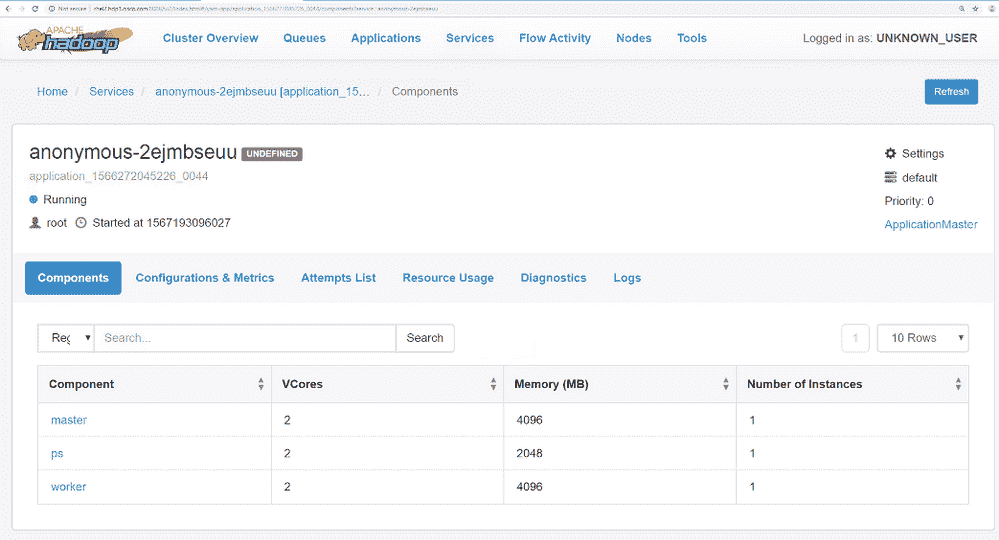 Not secure
APACHE
hadoop
Cluster Overview Queues Applications Services Flow Activity Nodes Tools
Logged in as: UNKNOWN_USER
Home / Services / anonymous-2ejmbseuu [application_15… / Components
Refresh
anonymous-2ejmbseuu UNDEFINED
application_1566272045226_0044
Running
root Started at 1567193096027
Settings
default
Priority: 0
ApplicationMaster
Components Configurations & Metrics Attempts List Resource Usage Diagnostics Logs
Search... Search
1 10 Rows
Component VCores Memory (MB) Number of Instances
master 2 4096 1
ps 2 2048 1
worker 2 4096 1